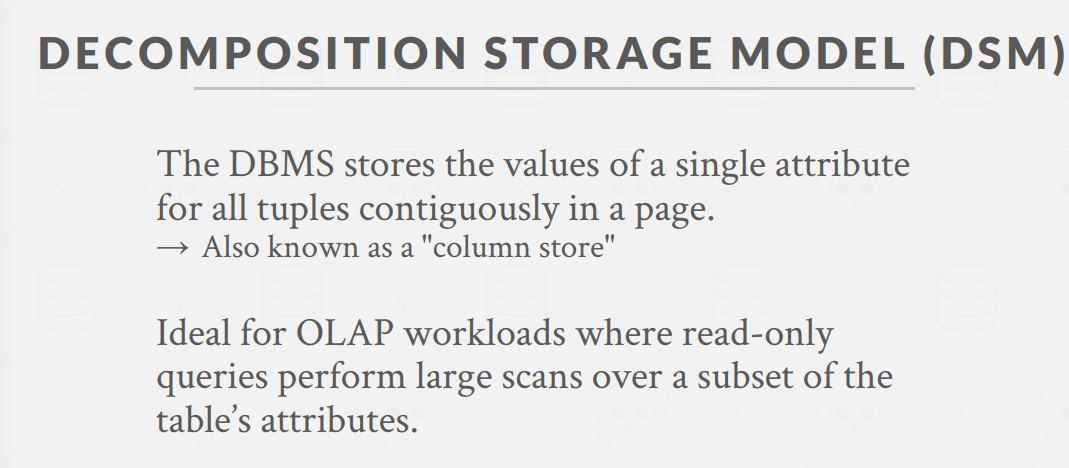 DECOMPOSITION STORAGE MODEL (DSM)
The DBMS stores the values of a single attribute
for all tuples contiguously in a page.
→ Also known as a "column store"
Ideal for OLAP workloads where read-only
queries perform large scans over a subset of the
table’s attributes.